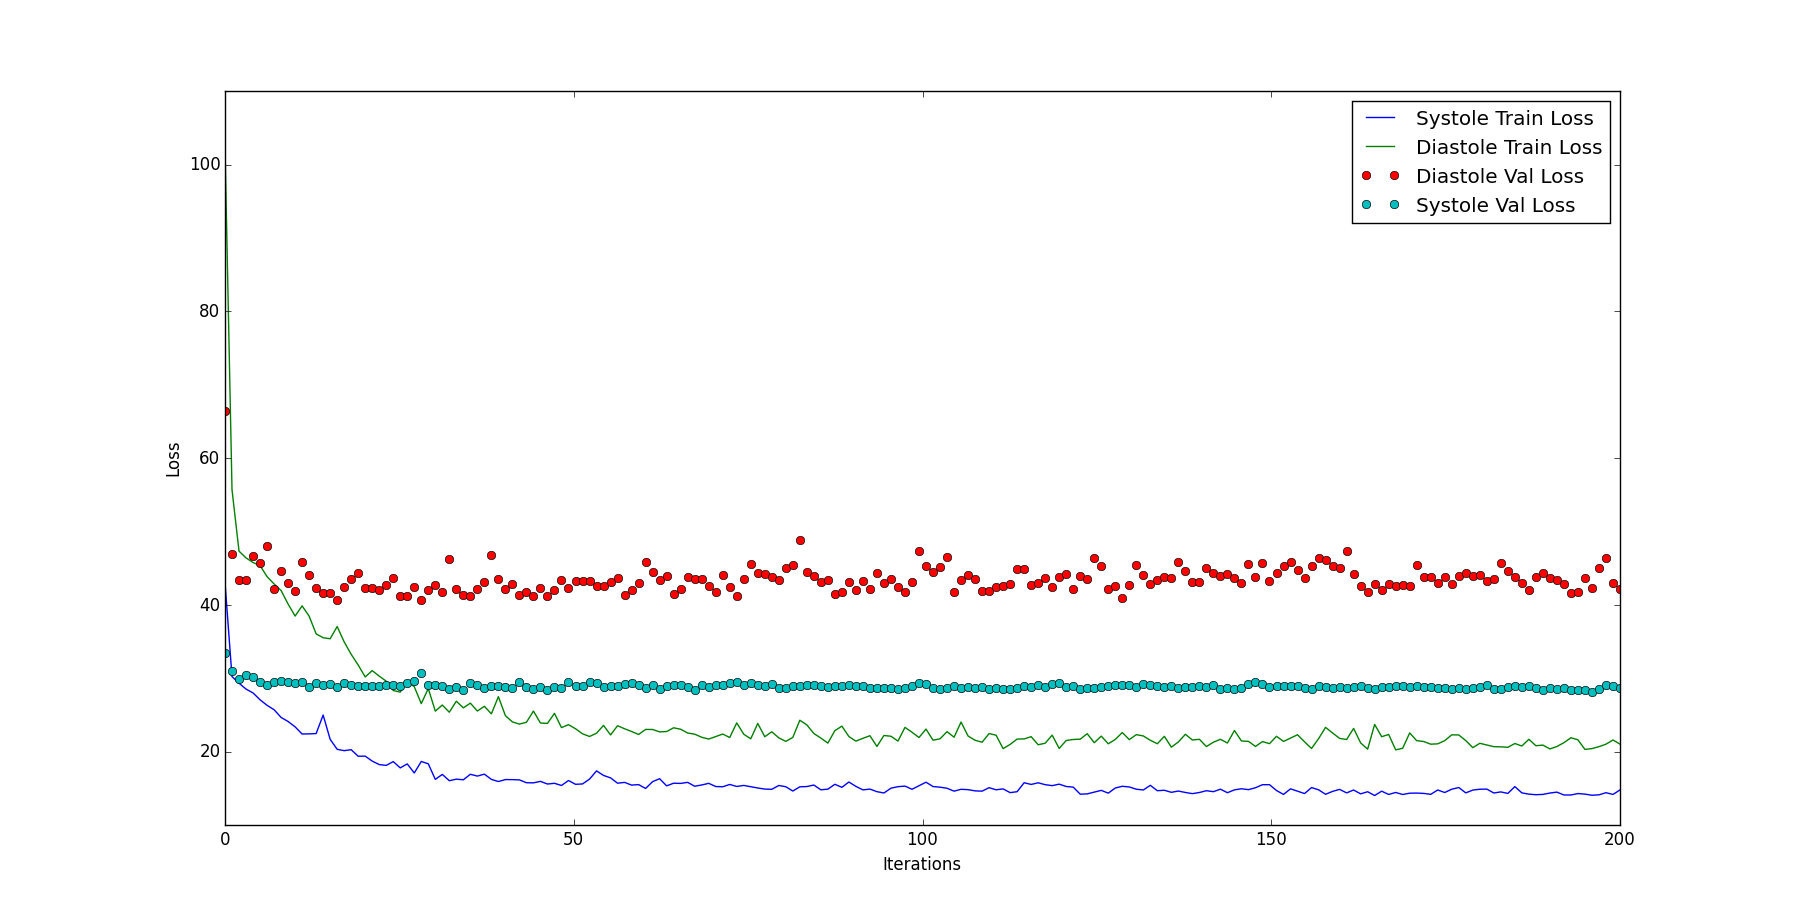 Systole Train Loss
Diastole Train Loss
Diastole Val Loss
Systole Val Loss
100
80
60
40
20
Loss
0 50 100 150 200
Iterations